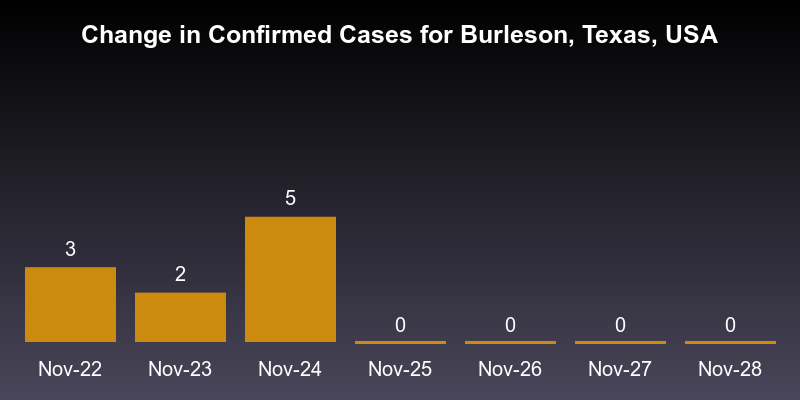 Change in Confirmed Cases for Burleson, Texas, USA
5
3
2
0 0 0 0
Nov-22 Nov-23 Nov-24 Nov-25 Nov-26 Nov-27 Nov-28